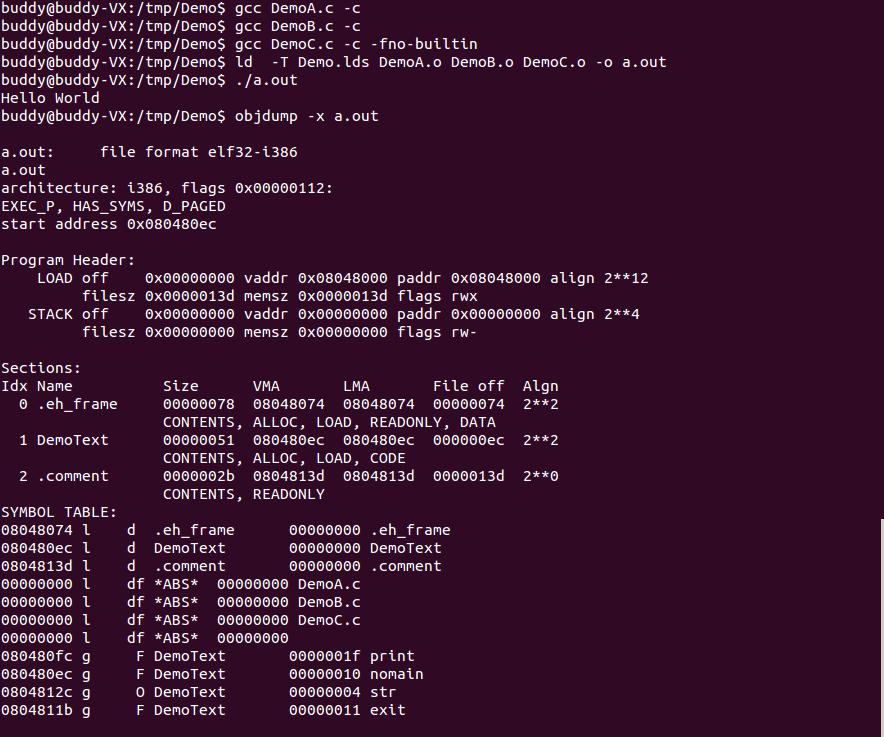 buddy@buddy-VX:/tmp/Demo$ gcc DemoA.c -c
buddy@buddy-VX:/tmp/Demo$ gcc DemoB.c -c
buddy@buddy-VX:/tmp/Demo$ gcc DemoC.c -c -fno-builtin
buddy@buddy-VX:/tmp/Demo$ ld  -T Demo.lds DemoA.o DemoB.o DemoC.o -o a.out
buddy@buddy-VX:/tmp/Demo$ ./a.out
Hello World
buddy@buddy-VX:/tmp/Demo$ objdump -x a.out

a.out:     file format elf32-i386
a.out
architecture: i386, flags 0x00000112:
EXEC_P, HAS_SYMS, D_PAGED
start address 0x080480ec

Program Header:
    LOAD off    0x00000000 vaddr 0x08048000 paddr 0x08048000 align 2**12
         filesz 0x0000013d memsz 0x0000013d flags rwx
   STACK off    0x00000000 vaddr 0x00000000 paddr 0x00000000 align 2**4
         filesz 0x00000000 memsz 0x00000000 flags rw-

Sections:
Idx Name          Size      VMA       LMA       File off  Algn
  0 .eh_frame     00000078  08048074  08048074  00000074  2**2
                  CONTENTS, ALLOC, LOAD, READONLY, DATA
  1 DemoText      00000051  080480ec  080480ec  000000ec  2**2
                  CONTENTS, ALLOC, LOAD, CODE
  2 .comment      0000002b  0804813d  0804813d  0000013d  2**0
                  CONTENTS, READONLY
SYMBOL TABLE:
08048074 l    d  .eh_frame      00000000 .eh_frame
080480ec l    d  DemoText       00000000 DemoText
0804813d l    d  .comment       00000000 .comment
00000000 l    df *ABS*  00000000 DemoA.c
00000000 l    df *ABS*  00000000 DemoB.c
00000000 l    df *ABS*  00000000 DemoC.c
00000000 l    df *ABS*  00000000
080480fc g     F DemoText       0000001f print
080480ec g     F DemoText       00000010 nomain
0804812c g     O DemoText       00000004 str
0804811b g     F DemoText       00000011 exit